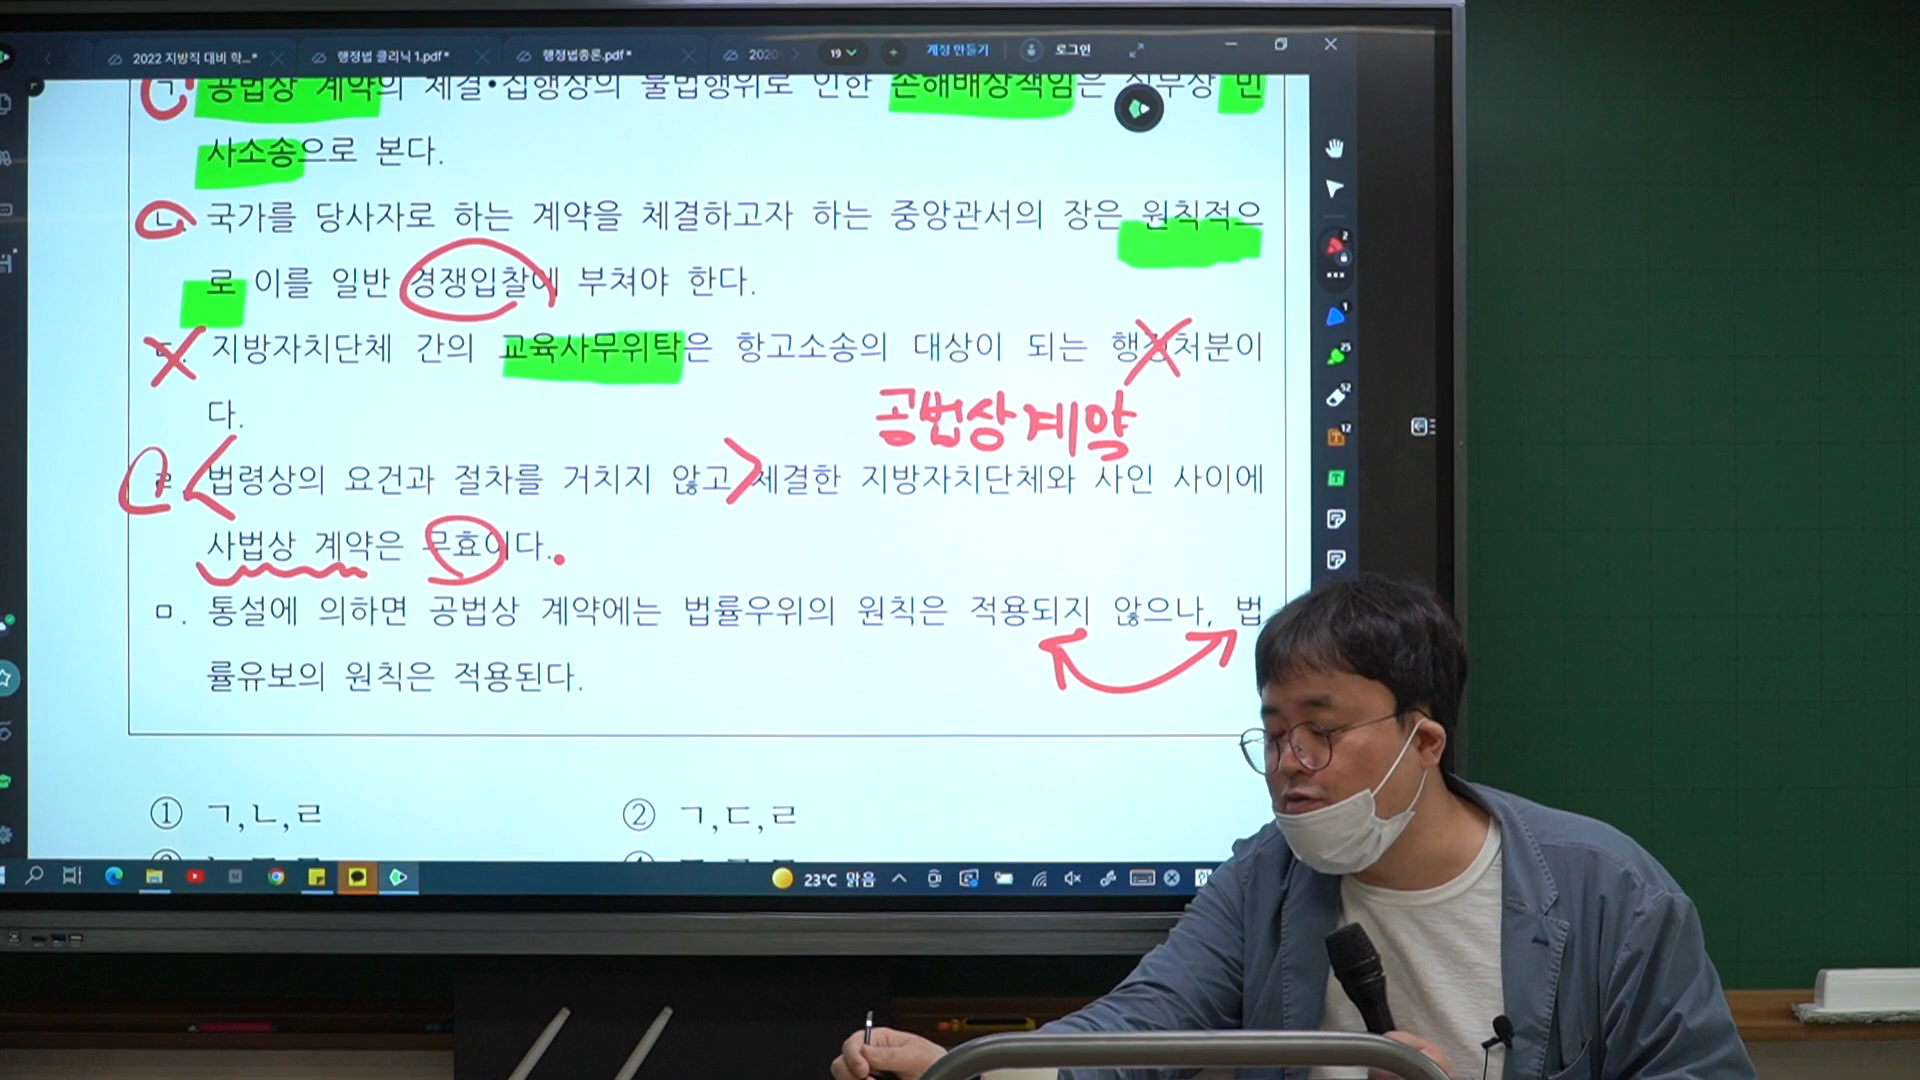 2022 지방직 대비 학...*
행정법 클리닉 1.pdf*
행정법총론.pdf*
2020
19
계정 만들기
로그인
ㄱ. 공법상 계약의 체결•집행상의 불법행위로 인한 손해배상책임은 실무상 민
사소송으로 본다.
ㄴ. 국가를 당사자로 하는 계약을 체결하고자 하는 중앙관서의 장은 원칙적으
로 이를 일반 경쟁입찰에 부쳐야 한다.
ㄷ. 지방자치단체 간의 교육사무위탁은 항고소송의 대상이 되는 행정처분이
다.
공법상 계약
ㄹ. 법령상의 요건과 절차를 거치지 않고 체결한 지방자치단체와 사인 사이에
사법상 계약은 무효이다.
ㅁ. 통설에 의하면 공법상 계약에는 법률우위의 원칙은 적용되지 않으나, 법
률유보의 원칙은 적용된다.
① ㄱ,ㄴ,ㄹ
② ㄱ,ㄷ,ㄹ
23°C 맑음